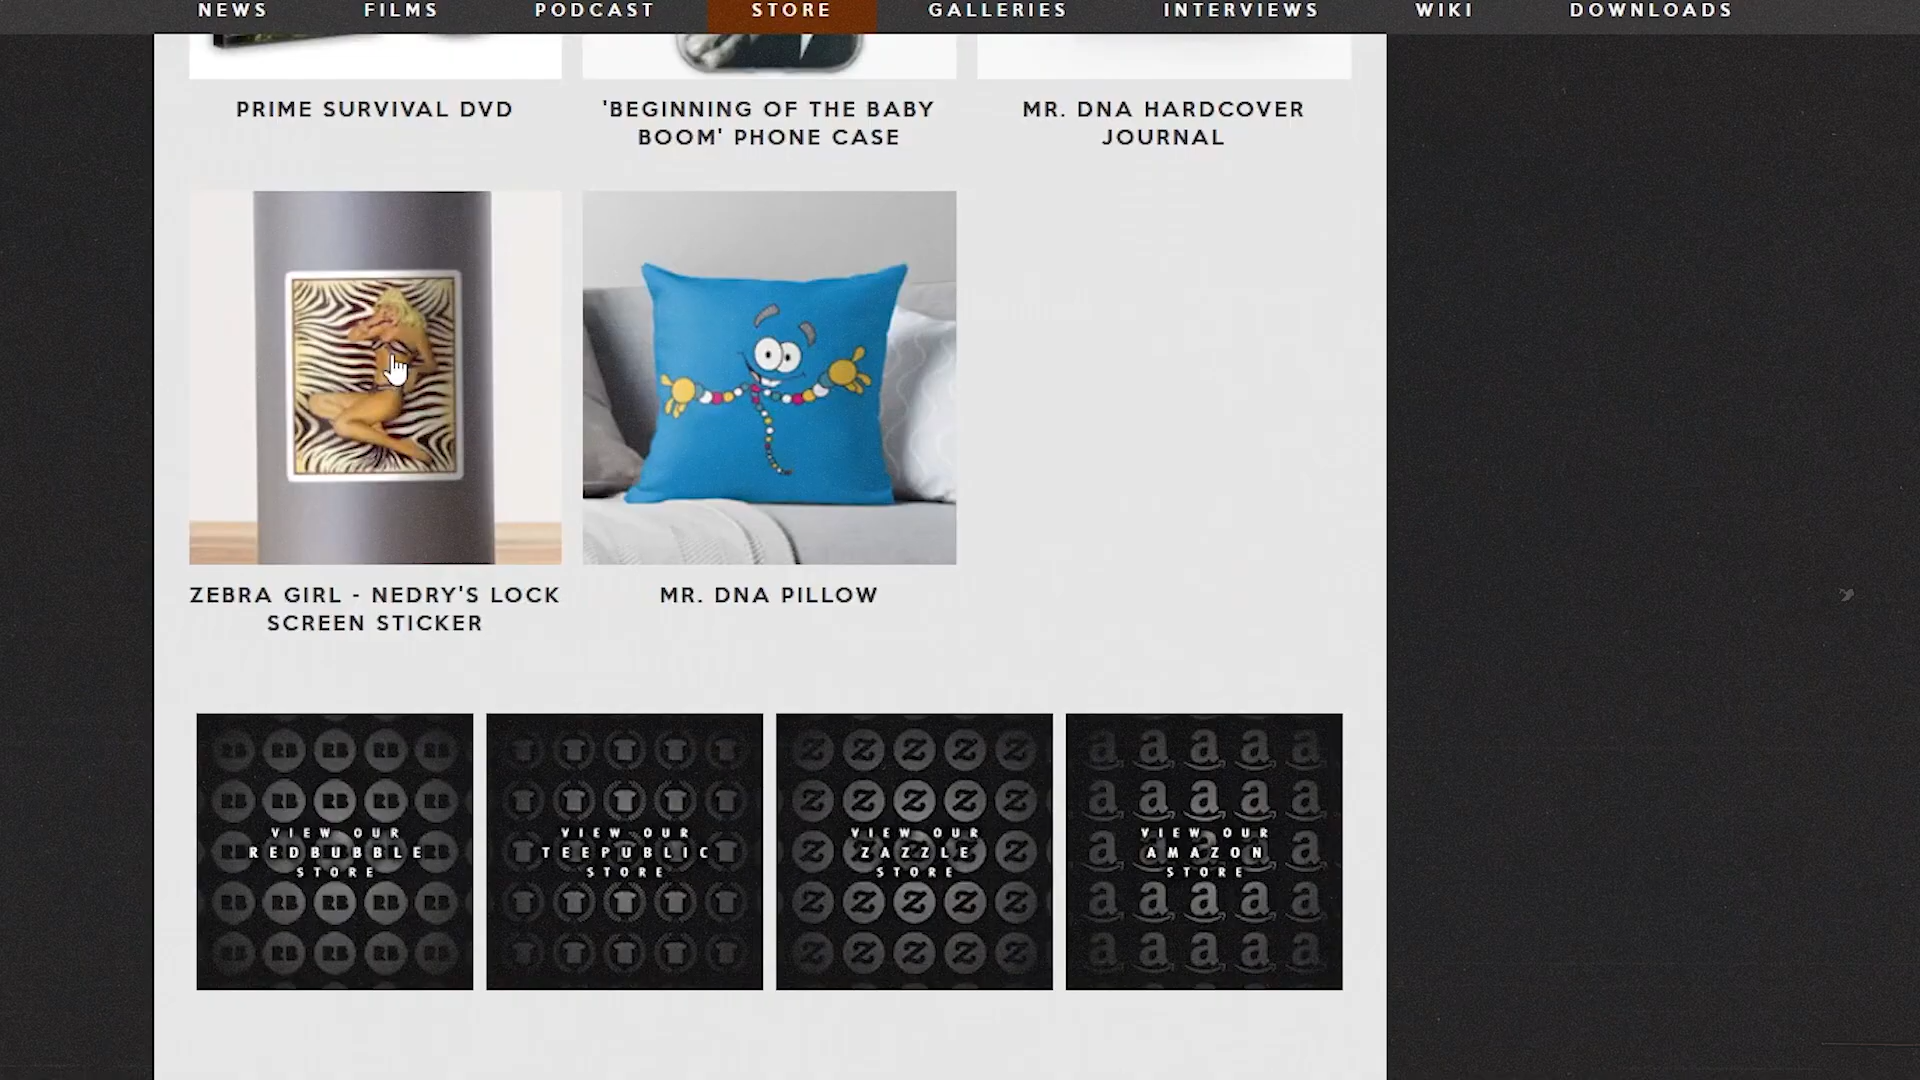 NEWS FILMS PODCAST STORE GALLERIES INTERVIEWS WIKI DOWNLOADS
PRIME SURVIVAL DVD
'BEGINNING OF THE BABY
BOOM' PHONE CASE
MR. DNA HARDCOVER
JOURNAL
ZEBRA GIRL - NEDRY'S LOCK
SCREEN STICKER
MR. DNA PILLOW
VIEW OUR
REDBUBBLE
STORE
VIEW OUR
TEEPUBLIC
STORE
VIEW OUR
ZAZZLE
STORE
VIEW OUR
AMAZON
STORE